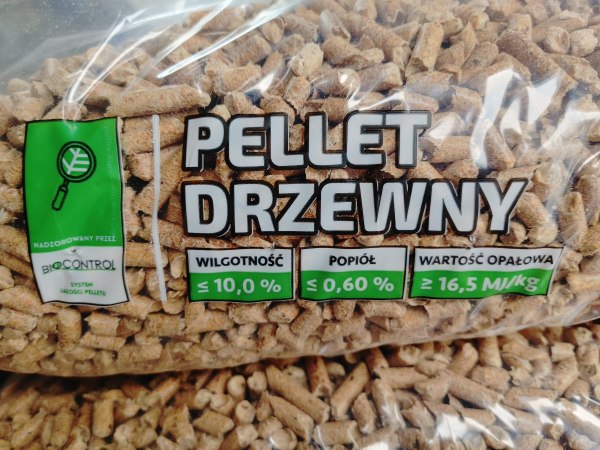 PELLET
DRZEWNY
WILGOTNOŚĆ
≤ 10,0 %
POPIÓŁ
≤ 0,60 %
WARTOŚĆ OPAŁOWA
≥ 16,5 MJ/kg
NADZOROWANY PRZEZ
BIOCONTROL
SYSTEM
JAKOŚCI PELLETU